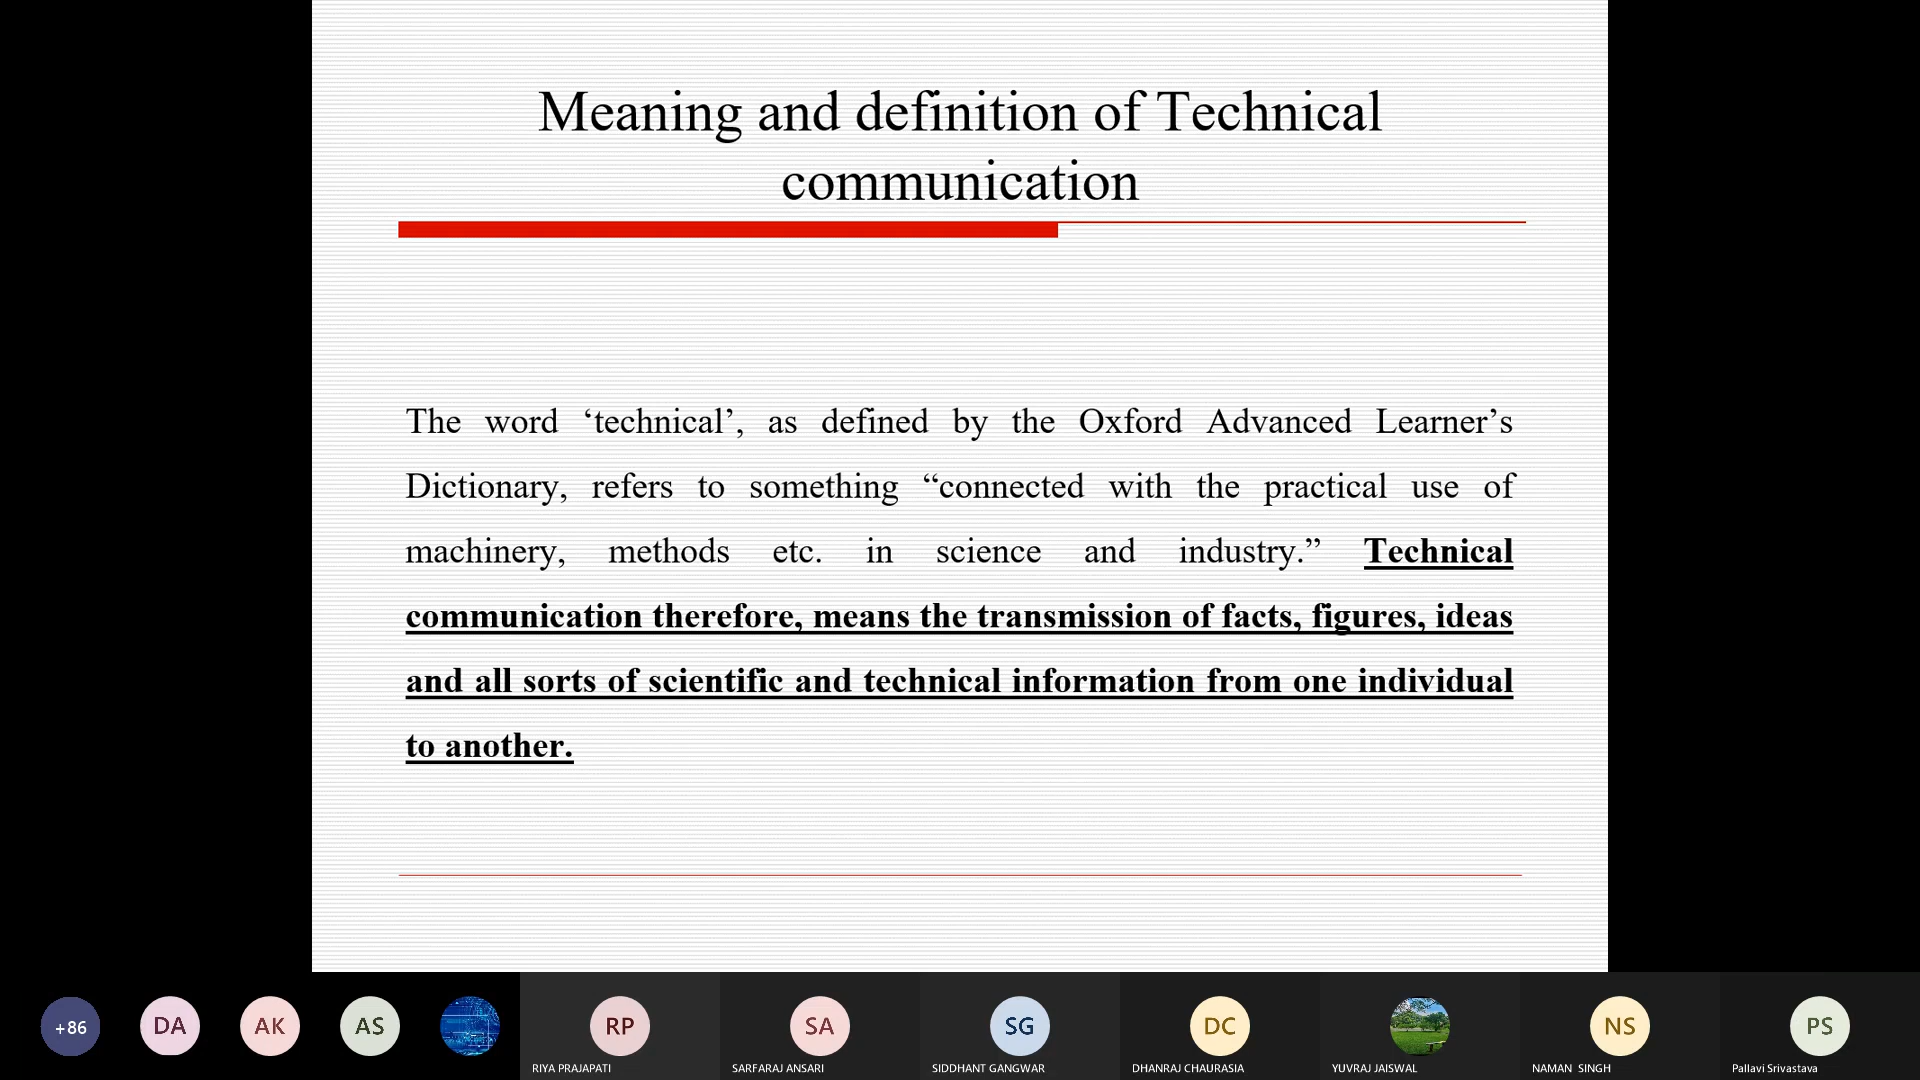 Meaning and definition of Technical
communication
The word ‘technical’, as defined by the Oxford Advanced Learner’s
Dictionary, refers to something “connected with the practical use of
machinery, methods etc. in science and industry.” Technical
communication therefore, means the transmission of facts, figures, ideas
and all sorts of scientific and technical information from one individual
to another.
+86 DA AK AS RP SA SG DC NS PS
RIYA PRAJAPATI SARFARAJ ANSARI SIDDHANT GANGWAR DHANRAJ CHAURASIA YUVRAJ JAISWAL NAMAN SINGH Pallavi Srivastava